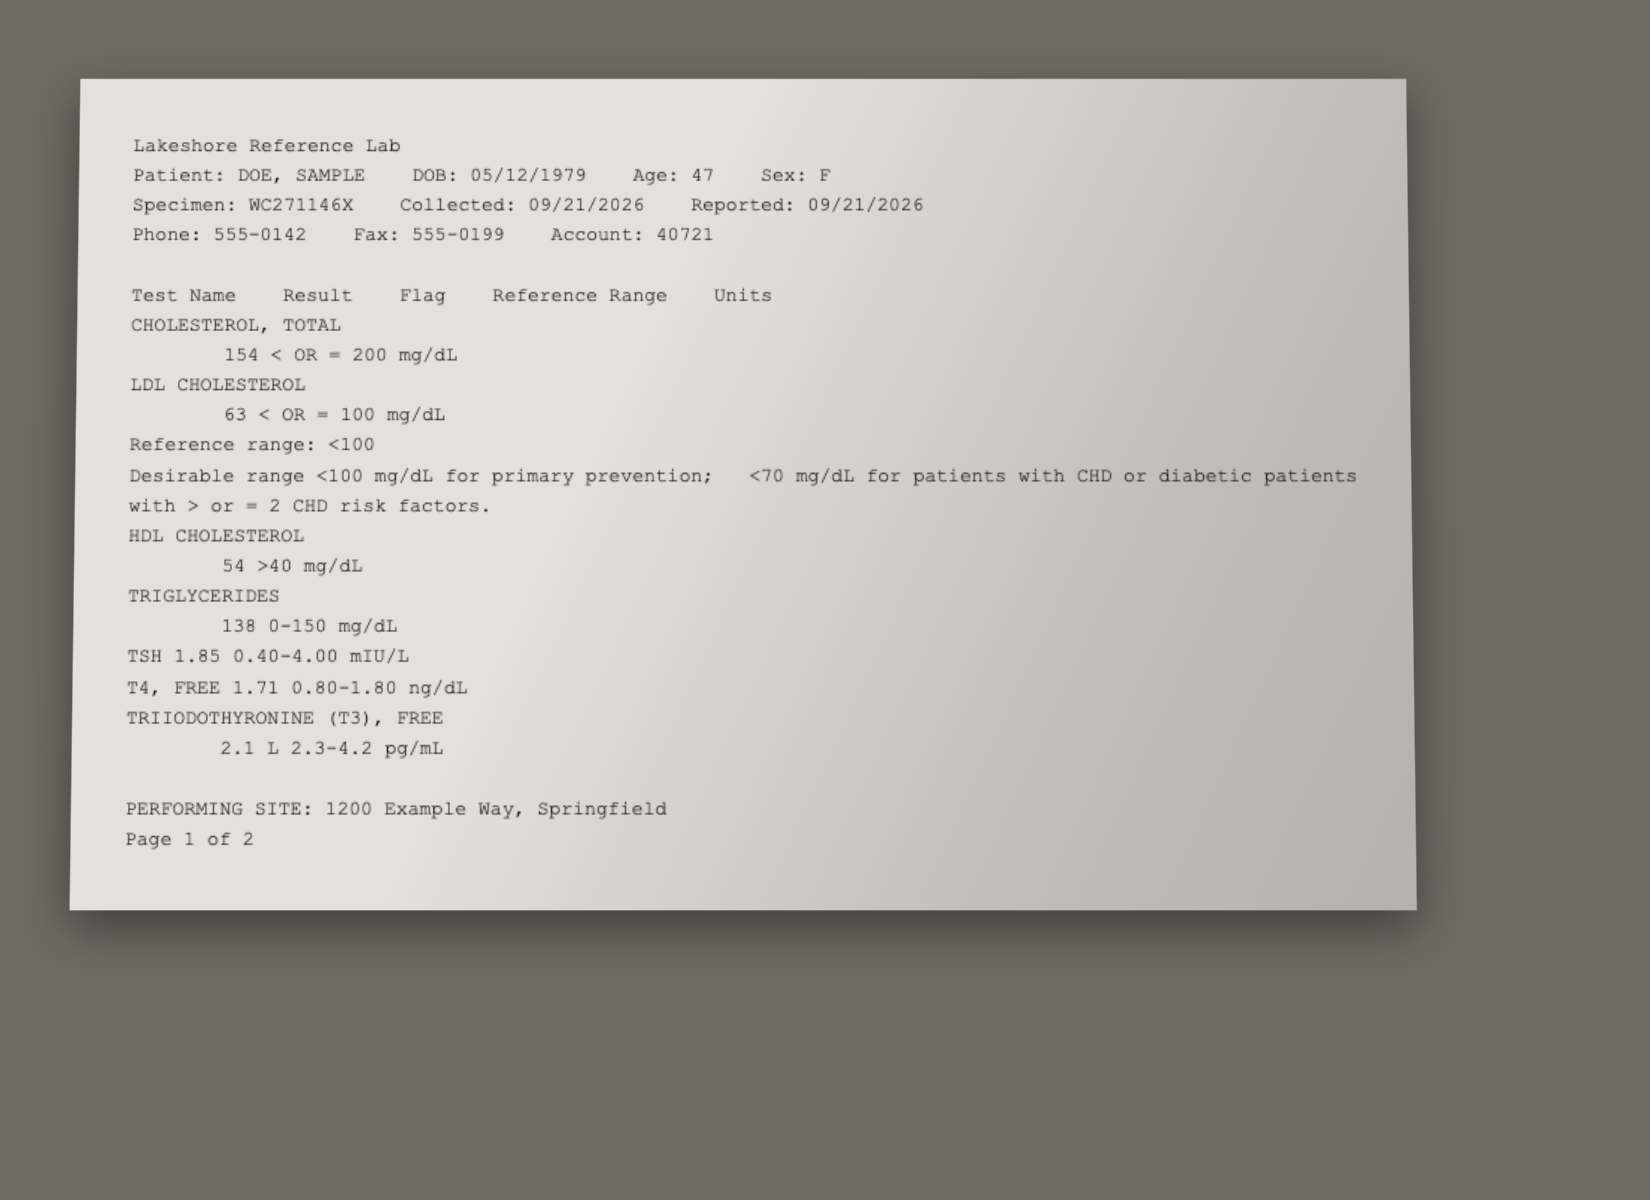 Lakeshore Reference Lab
Patient: DOE, SAMPLE    DOB: 05/12/1979    Age: 47    Sex: F
Specimen: WC271146X    Collected: 09/21/2026    Reported: 09/21/2026
Phone: 555-0142    Fax: 555-0199    Account: 40721
Test Name    Result    Flag    Reference Range    Units
CHOLESTEROL, TOTAL
154 < OR = 200 mg/dL
LDL CHOLESTEROL
63 < OR = 100 mg/dL
Reference range: <100
Desirable range <100 mg/dL for primary prevention;   <70 mg/dL for patients with CHD or diabetic patients
with > or = 2 CHD risk factors.
HDL CHOLESTEROL
54 >40 mg/dL
TRIGLYCERIDES
138 0-150 mg/dL
TSH 1.85 0.40-4.00 mIU/L
T4, FREE 1.71 0.80-1.80 ng/dL
TRIIODOTHYRONINE (T3), FREE
2.1 L 2.3-4.2 pg/mL
PERFORMING SITE: 1200 Example Way, Springfield
Page 1 of 2